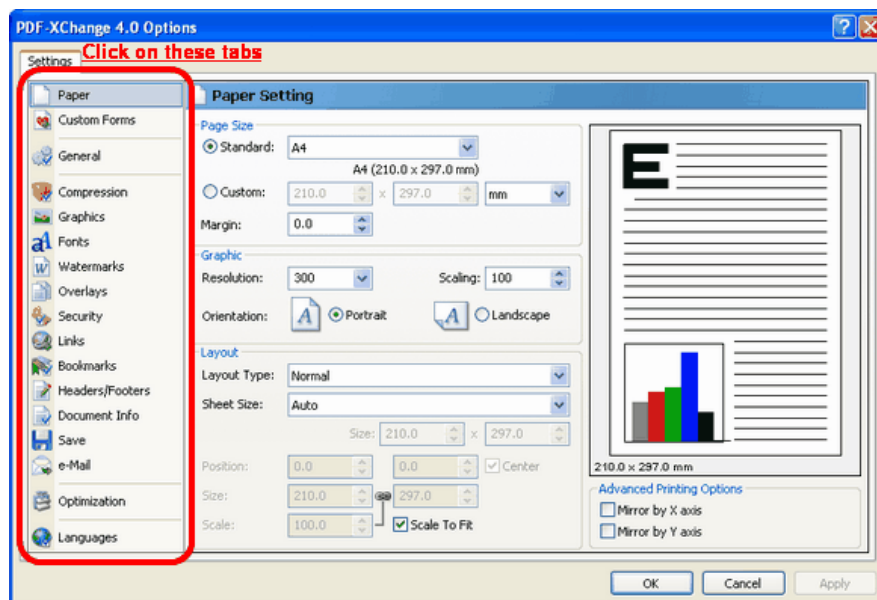 PDF-XChange 4.0 Options
Settings Click on these tabs
Paper
Custom Forms
General
Compression
Graphics
Fonts
Watermarks
Overlays
Security
Links
Bookmarks
Headers/Footers
Document Info
Save
e-Mail
Optimization
Languages
Paper Setting
Page Size
Standard: A4
A4 (210.0 x 297.0 mm)
Custom: 210.0 x 297.0 mm
Margin: 0.0
Graphic
Resolution: 300 Scaling: 100
Orientation: A Portrait A Landscape
Layout
Layout Type: Normal
Sheet Size: Auto
Size: 210.0 x 297.0
Position: 0.0 0.0 Center
Size: 210.0 297.0
Scale: 100.0 Scale To Fit
E
210.0 x 297.0 mm
Advanced Printing Options
Mirror by X axis
Mirror by Y axis
OK Cancel Apply